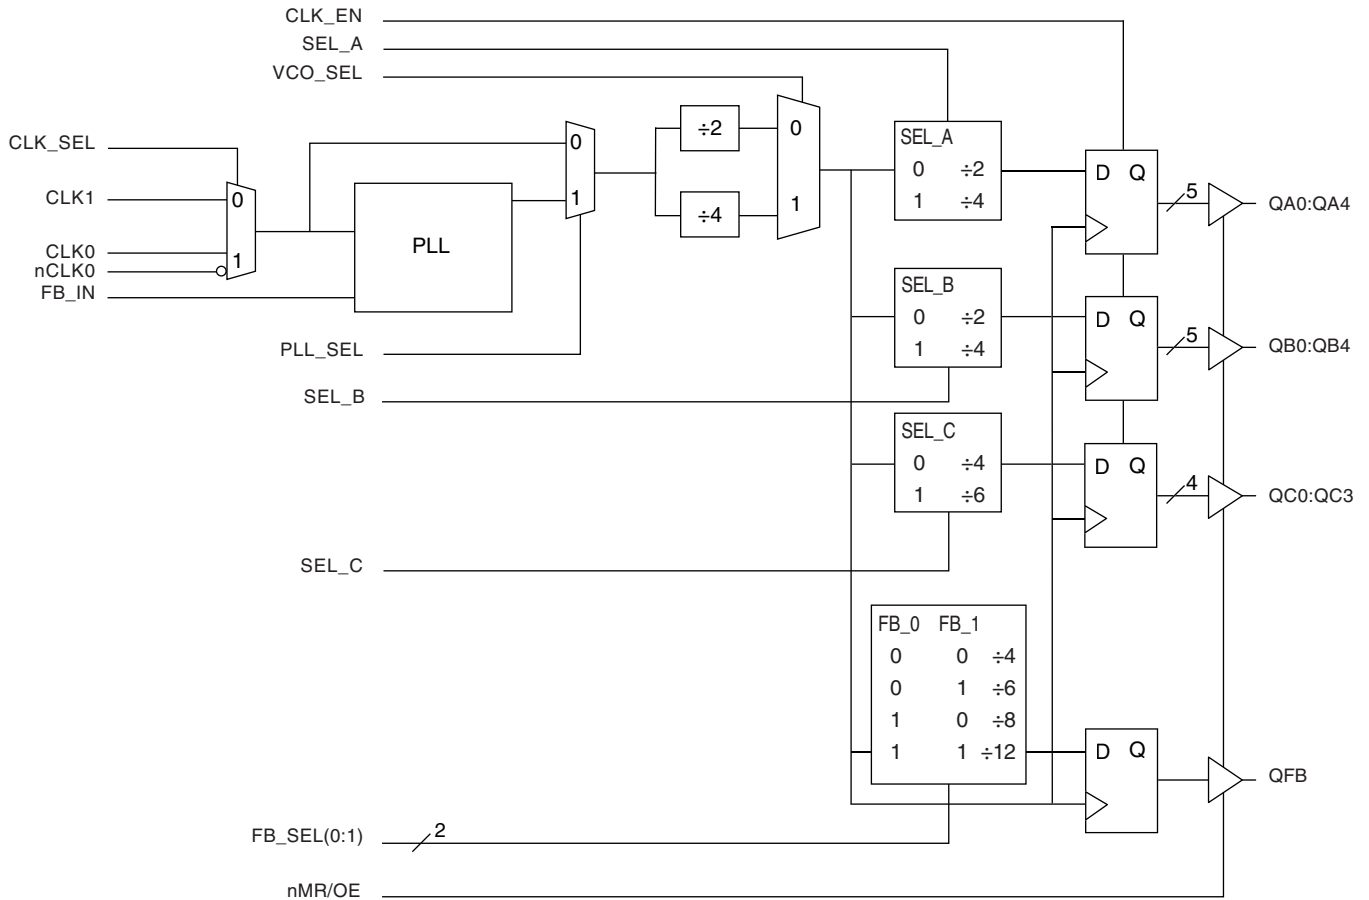 CLK_EN
SEL_A
VCO_SEL
CLK_SEL
CLK1
CLK0
nCLK0
FB_IN
0
1
PLL
PLL_SEL
0
1
÷2
÷4
0
1
SEL_A
0 ÷2
1 ÷4
D Q
5
QA0:QA4
SEL_B
0 ÷2
1 ÷4
D Q
5
QB0:QB4
SEL_B
SEL_C
0 ÷4
1 ÷6
D Q
4
QC0:QC3
SEL_C
FB_0 FB_1
0 0 ÷4
0 1 ÷6
1 0 ÷8
1 1 ÷12
D Q
QFB
FB_SEL(0:1)
2
nMR/OE